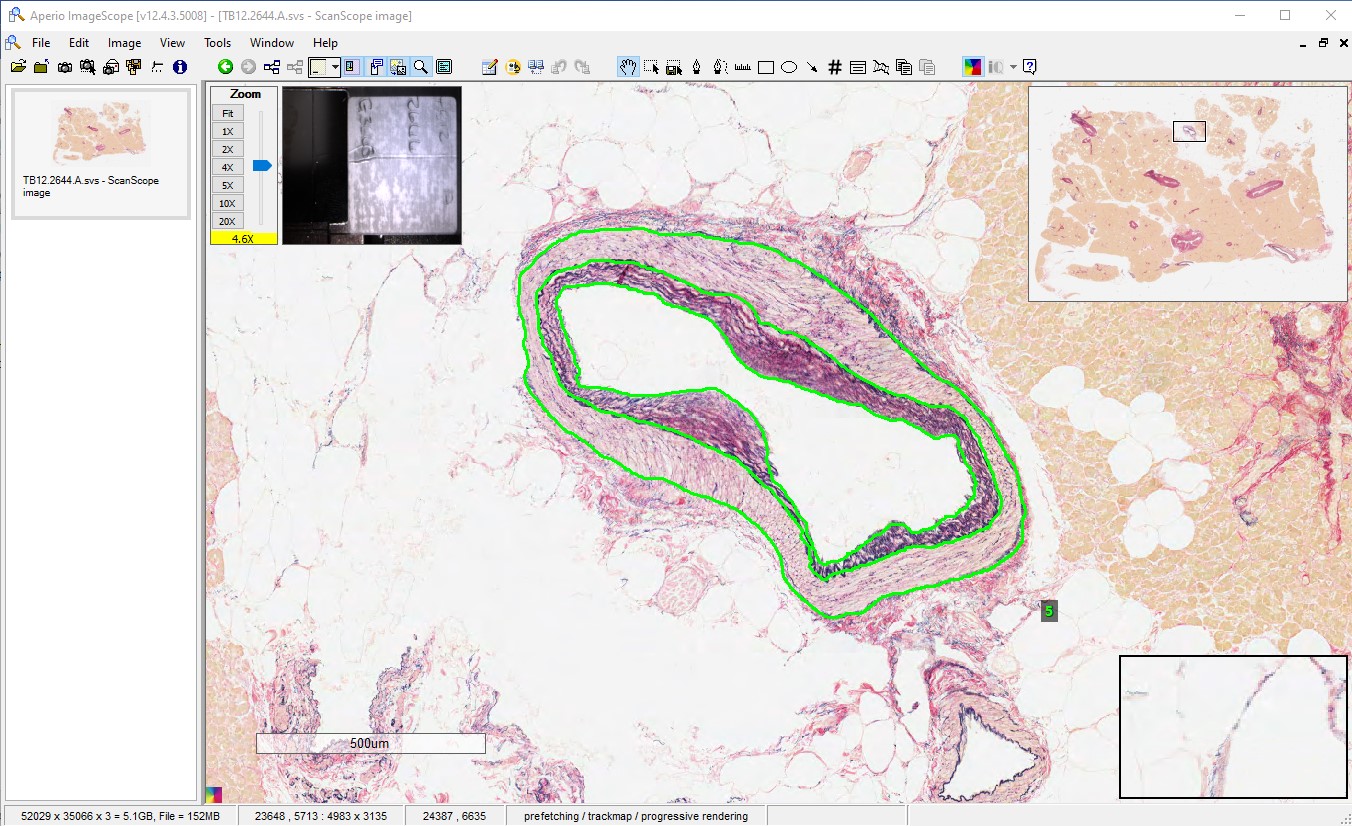 Aperio ImageScope [v12.4.3.5008] - [TB12.2644.A.svs - ScanScope image]
File Edit Image View Tools Window Help
iQ
TB12.2644.A.svs - ScanScope
image
Zoom
Fit
1X
2X
4X
5X
10X
20X
4.6X
5
500um
52029 x 35066 x 3 = 5.1GB, File = 152MB 23648 , 5713 : 4983 x 3135 24387 , 6635 prefetching / trackmap / progressive rendering